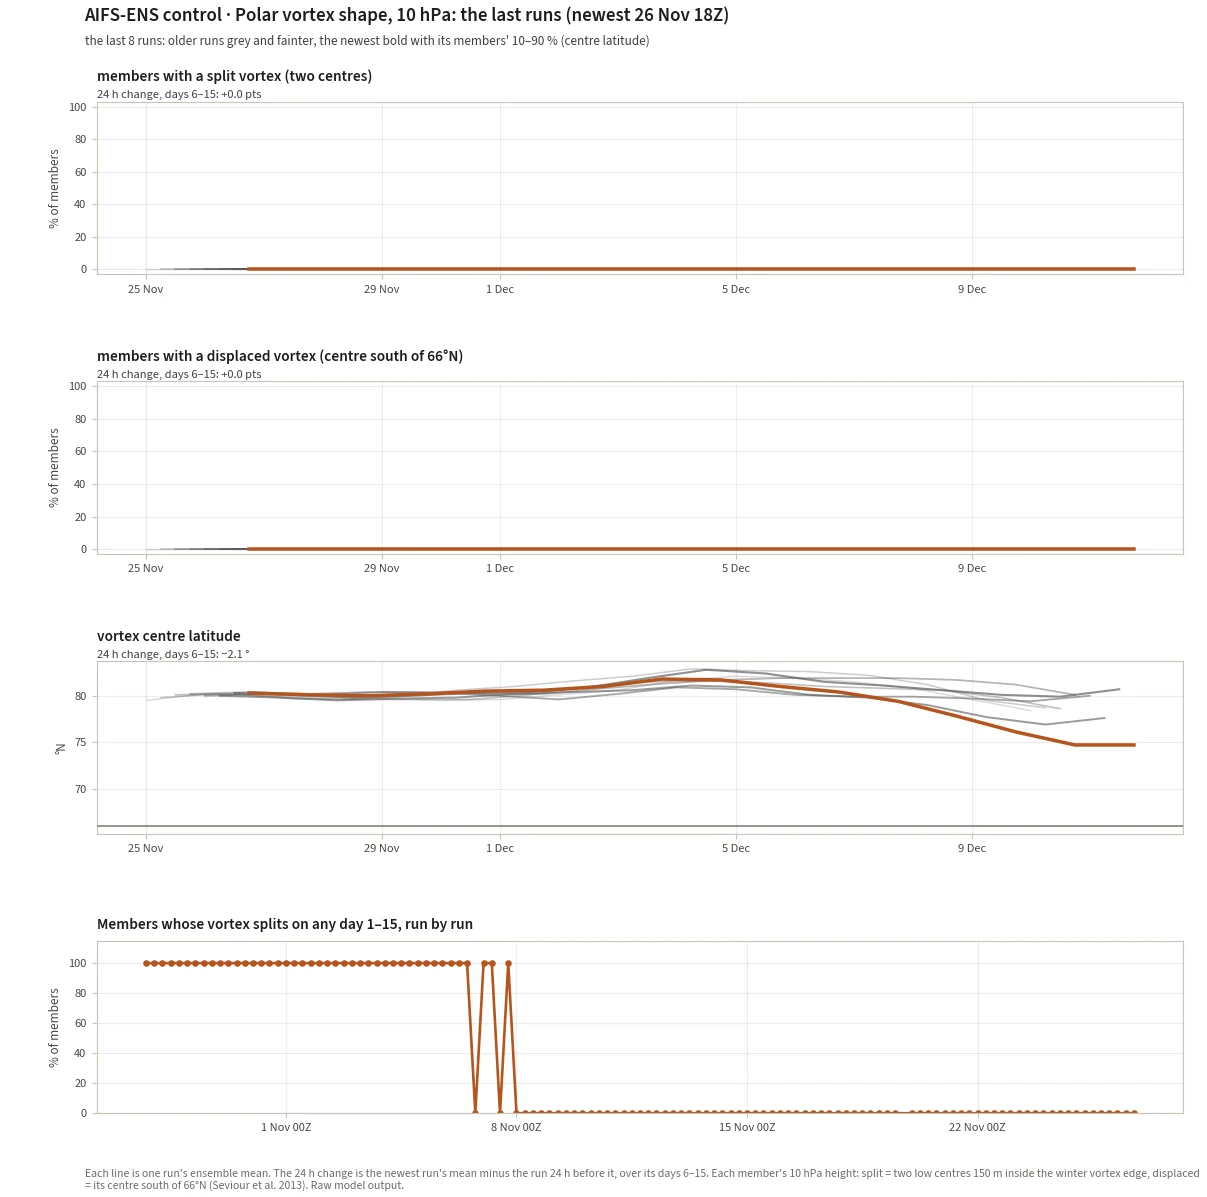 AIFS-ENS control · Polar vortex shape, 10 hPa: the last runs (newest 26 Nov 18Z)
the last 8 runs: older runs grey and fainter, the newest bold with its members' 10–90 % (centre latitude)
members with a split vortex (two centres)
24 h change, days 6–15: +0.0 pts
% of members
100
80
60
40
20
0
25 Nov
29 Nov
1 Dec
5 Dec
9 Dec
members with a displaced vortex (centre south of 66°N)
24 h change, days 6–15: +0.0 pts
% of members
100
80
60
40
20
0
25 Nov
29 Nov
1 Dec
5 Dec
9 Dec
vortex centre latitude
24 h change, days 6–15: −2.1 °
°N
80
75
70
25 Nov
29 Nov
1 Dec
5 Dec
9 Dec
Members whose vortex splits on any day 1–15, run by run
% of members
100
80
60
40
20
0
1 Nov 00Z
8 Nov 00Z
15 Nov 00Z
22 Nov 00Z
Each line is one run's ensemble mean. The 24 h change is the newest run's mean minus the run 24 h before it, over its days 6–15. Each member's 10 hPa height: split = two low centres 150 m inside the winter vortex edge, displaced
= its centre south of 66°N (Seviour et al. 2013). Raw model output.